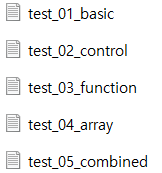 test_01_basic
test_02_control
test_03_function
test_04_array
test_05_combined